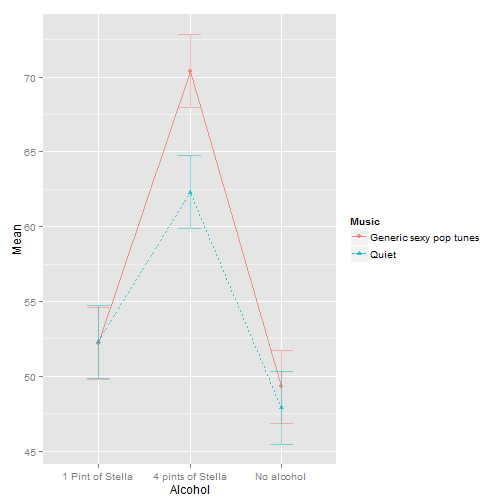 70
65
60
55
50
45
Mean
1 Pint of Stella 4 pints of Stella No alcohol
Alcohol
Music
Generic sexy pop tunes
Quiet